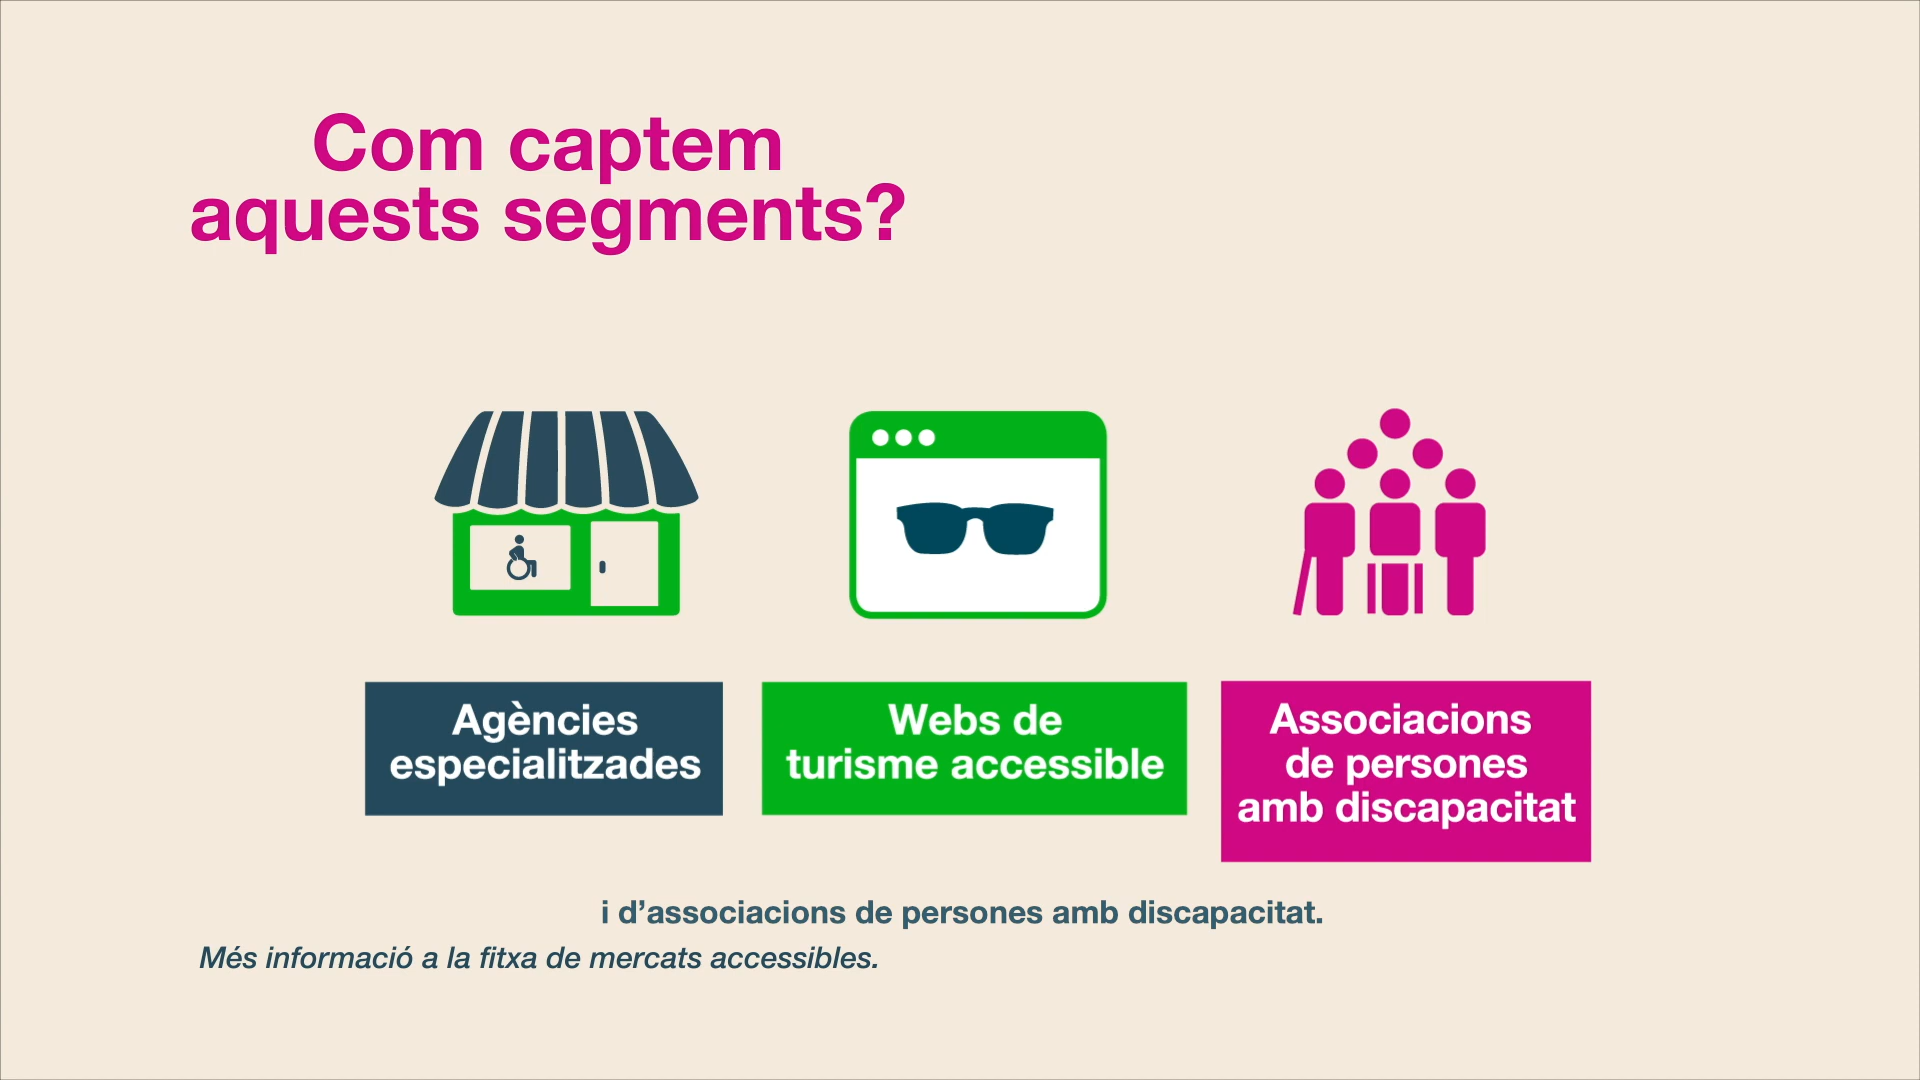 Com captem
aquests segments?
Agències
especialitzades
Webs de
turisme accessible
Associacions
de persones
amb discapacitat
i d’associacions de persones amb discapacitat.
Més informació a la fitxa de mercats accessibles.